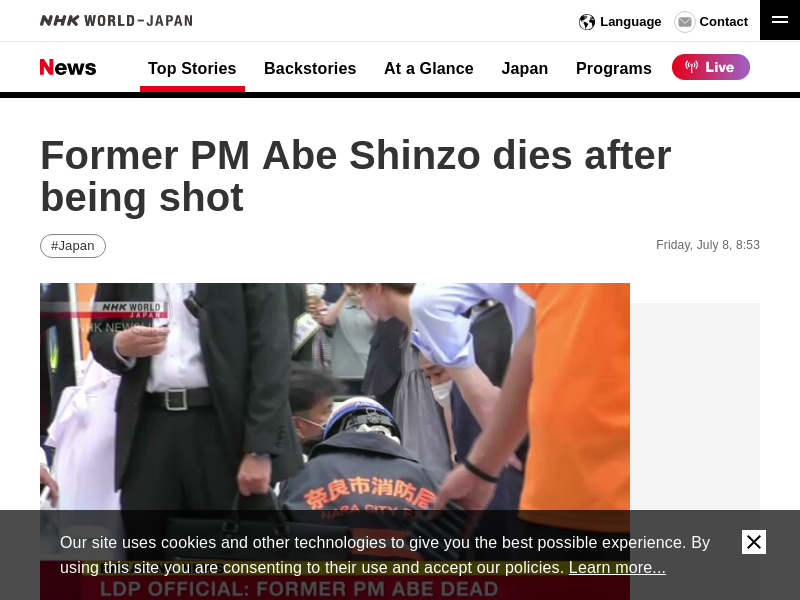 NHK WORLD-JAPAN
Language
Contact
News
Top Stories
Backstories
At a Glance
Japan
Programs
Live
Former PM Abe Shinzo dies after
being shot
#Japan
Friday, July 8, 8:53
NHK WORLD
JAPAN
NHK NEWSLINE
奈良市消防局
NARA CITY
Our site uses cookies and other technologies to give you the best possible experience. By
using this site you are consenting to their use and accept our policies. Learn more...
LDP OFFICIAL: FORMER PM ABE DEAD